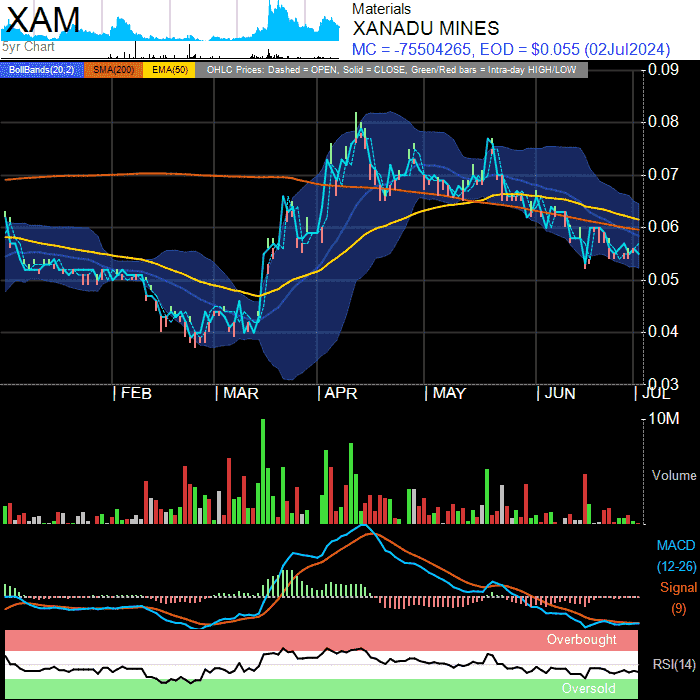 XAM
5yr Chart
Materials
XANADU MINES
MC = -75504265, EOD = $0.055 (02Jul2024)
BollBands(20,2) SMA(200) EMA(50) OHLC Prices: Dashed = OPEN, Solid = CLOSE, Green/Red bars = Intra-day HIGH/LOW
0.09
0.08
0.07
0.06
0.05
0.04
0.03
| FEB | MAR | APR | MAY | JUN | JUL
10M
Volume
MACD
(12-26)
Signal
(9)
Overbought
RSI(14)
Oversold